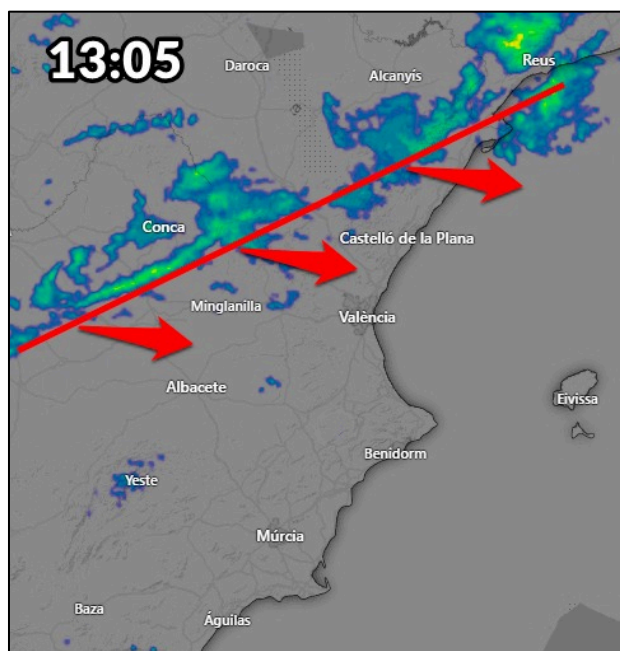 13:05
Daroca
Alcanyís
Reus
Conca
Castelló de la Plana
Minglanilla
València
Albacete
Eivissa
Benidorm
Yeste
Múrcia
Baza
Águilas